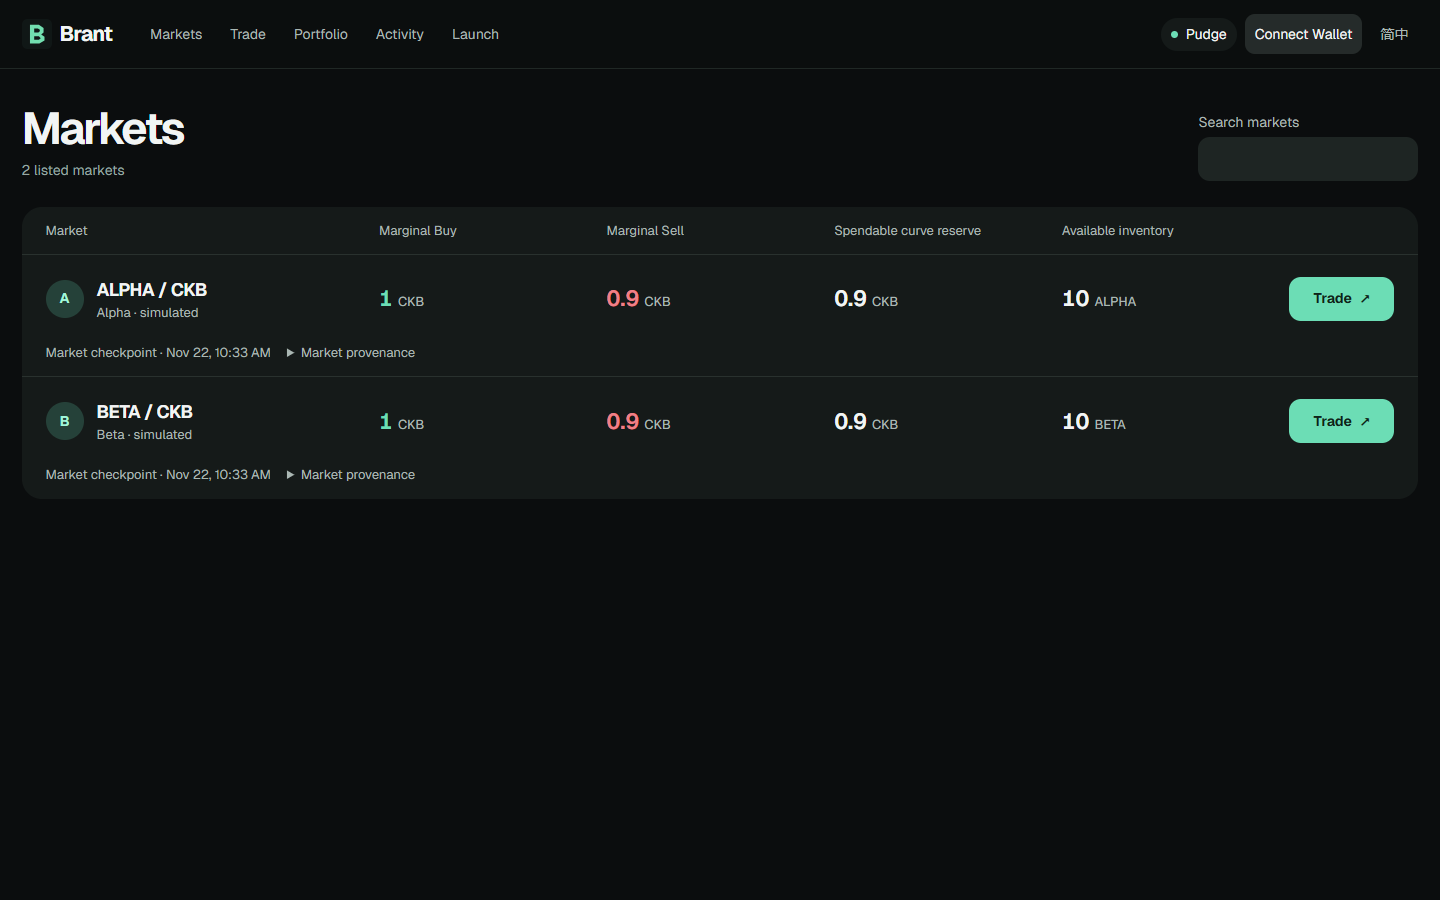 B Brant Markets Trade Portfolio Activity Launch Pudge Connect Wallet 简中
Markets
Search markets
2 listed markets
Market Marginal Buy Marginal Sell Spendable curve reserve Available inventory
A ALPHA / CKB 1 CKB 0.9 CKB 0.9 CKB 10 ALPHA Trade ↗
Alpha · simulated
Market checkpoint · Nov 22, 10:33 AM ▶ Market provenance
B BETA / CKB 1 CKB 0.9 CKB 0.9 CKB 10 BETA Trade ↗
Beta · simulated
Market checkpoint · Nov 22, 10:33 AM ▶ Market provenance